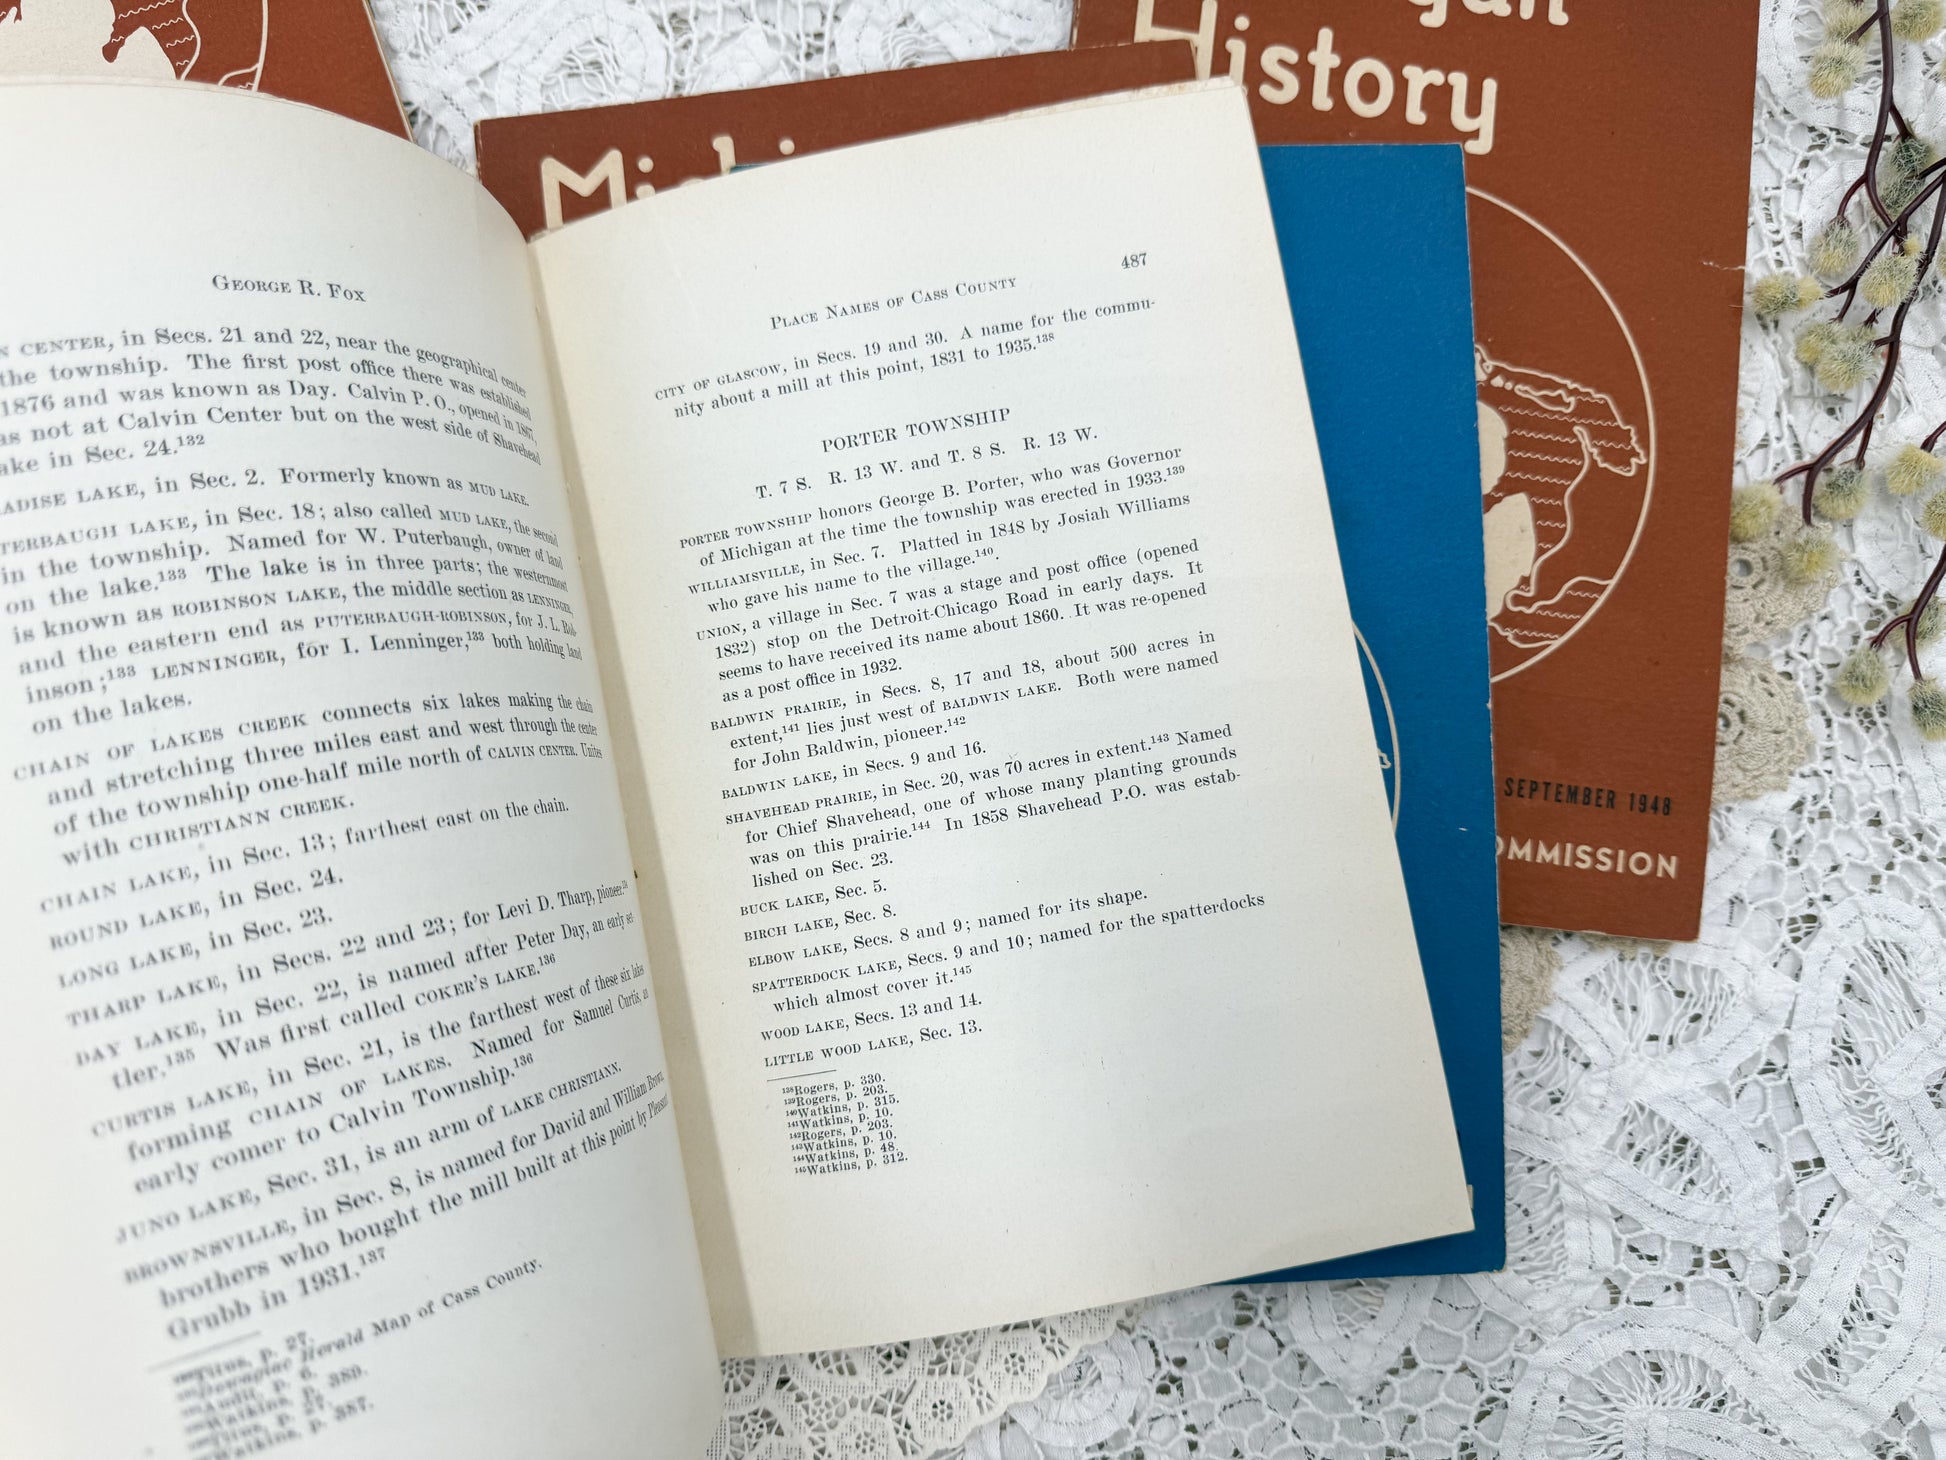 George R. Fox
CENTER, in Secs. 21 and 22, near the geographical center
the township. The first post office there was established
1876 and was known as Day. Calvin P. O., opened in 1867,
as not at Calvin Center but on the west side of Shavehead
ake in Sec. 24.132
ADISE LAKE, in Sec. 2. Formerly known as MUD LAKE.
TERBAUGH LAKE, in Sec. 18; also called MUD LAKE, the second
in the township. Named for W. Puterbaugh, owner of land
on the lake.133 The lake is in three parts; the westernmost
is known as ROBINSON LAKE, the middle section as LENNINGER,
and the eastern end as PUTERBAUGH-ROBINSON, for J. L. Rob-
inson;133 LENNINGER, for I. Lenninger,133 both holding land
on the lakes.
CHAIN OF LAKES CREEK connects six lakes making the chain
and stretching three miles east and west through the center
of the township one-half mile north of CALVIN CENTER. Unites
with CHRISTIANN CREEK.
CHAIN LAKE, in Sec. 13; farthest east on the chain.
ROUND LAKE, in Sec. 24.
LONG LAKE, in Sec. 23.
THARP LAKE, in Secs. 22 and 23; for Levi D. Tharp, pioneer.
DAY LAKE, in Sec. 22, is named after Peter Day, an early set-
tler.135 Was first called COKER'S LAKE.136
CURTIS LAKE, in Sec. 21, is the farthest west of these six lakes
forming CHAIN OF LAKES. Named for Samuel Curtis, an
early comer to Calvin Township.136
JUNO LAKE, Sec. 31, is an arm of LAKE CHRISTIANN.
BROWNSVILLE, in Sec. 8, is named for David and William Brown,
brothers who bought the mill built at this point by Pleasant
Grubb in 1931.137
p. 27.
Herald Map of Cass County.
p. 6.
Watkins, p. 389.
p. 27.
Watkins, p. 387.
Place Names of Cass County 487
CITY OF GLASCOW, in Secs. 19 and 30. A name for the commu-
nity about a mill at this point, 1831 to 1935.138
PORTER TOWNSHIP
T. 7 S. R. 13 W. and T. 8 S. R. 13 W.
PORTER TOWNSHIP honors George B. Porter, who was Governor
of Michigan at the time the township was erected in 1933.139
WILLIAMSVILLE, in Sec. 7. Platted in 1848 by Josiah Williams
who gave his name to the village.140.
UNION, a village in Sec. 7 was a stage and post office (opened
1832) stop on the Detroit-Chicago Road in early days. It
seems to have received its name about 1860. It was re-opened
as a post office in 1932.
BALDWIN PRAIRIE, in Secs. 8, 17 and 18, about 500 acres in
extent,141 lies just west of BALDWIN LAKE. Both were named
for John Baldwin, pioneer.142
BALDWIN LAKE, in Secs. 9 and 16.
SHAVEHEAD PRAIRIE, in Sec. 20, was 70 acres in extent.143 Named
for Chief Shavehead, one of whose many planting grounds
was on this prairie.144 In 1858 Shavehead P.O. was estab-
lished on Sec. 23.
BUCK LAKE, Sec. 5.
BIRCH LAKE, Sec. 8.
ELBOW LAKE, Secs. 8 and 9; named for its shape.
SPATTERDOCK LAKE, Secs. 9 and 10; named for the spatterdocks
which almost cover it.145
WOOD LAKE, Secs. 13 and 14.
LITTLE WOOD LAKE, Sec. 13.
138Rogers, p. 330.
139Rogers, p. 203.
140Watkins, p. 315.
141Watkins, p. 10.
142Rogers, p. 203.
143Watkins, p. 10.
144Watkins, p. 48.
145Watkins, p. 312.
Michi
gan
History
SEPTEMBER 1948
OMMISSION